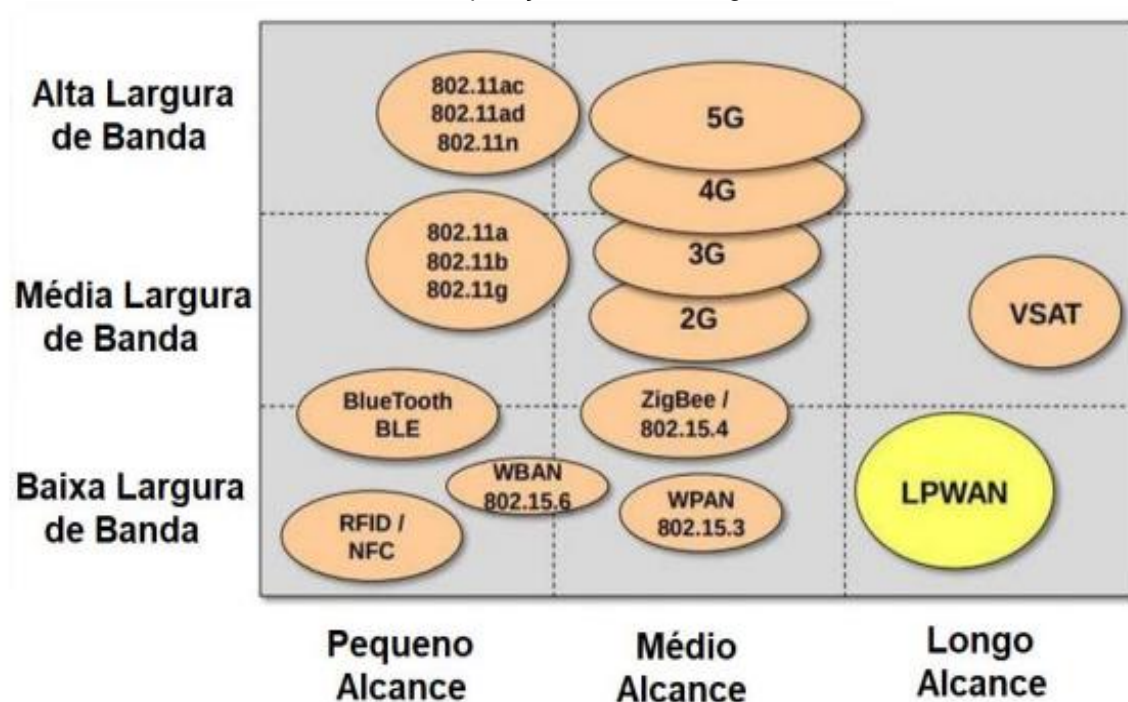 Alta Largura
de Banda
802.11ac
802.11ad
802.11n
5G
4G
Média Largura
de Banda
802.11a
802.11b
802.11g
3G
2G
VSAT
Baixa Largura
de Banda
BlueTooth
BLE
ZigBee /
802.15.4
WBAN
802.15.6
WPAN
802.15.3
RFID /
NFC
LPWAN
Pequeno
Alcance
Médio
Alcance
Longo
Alcance